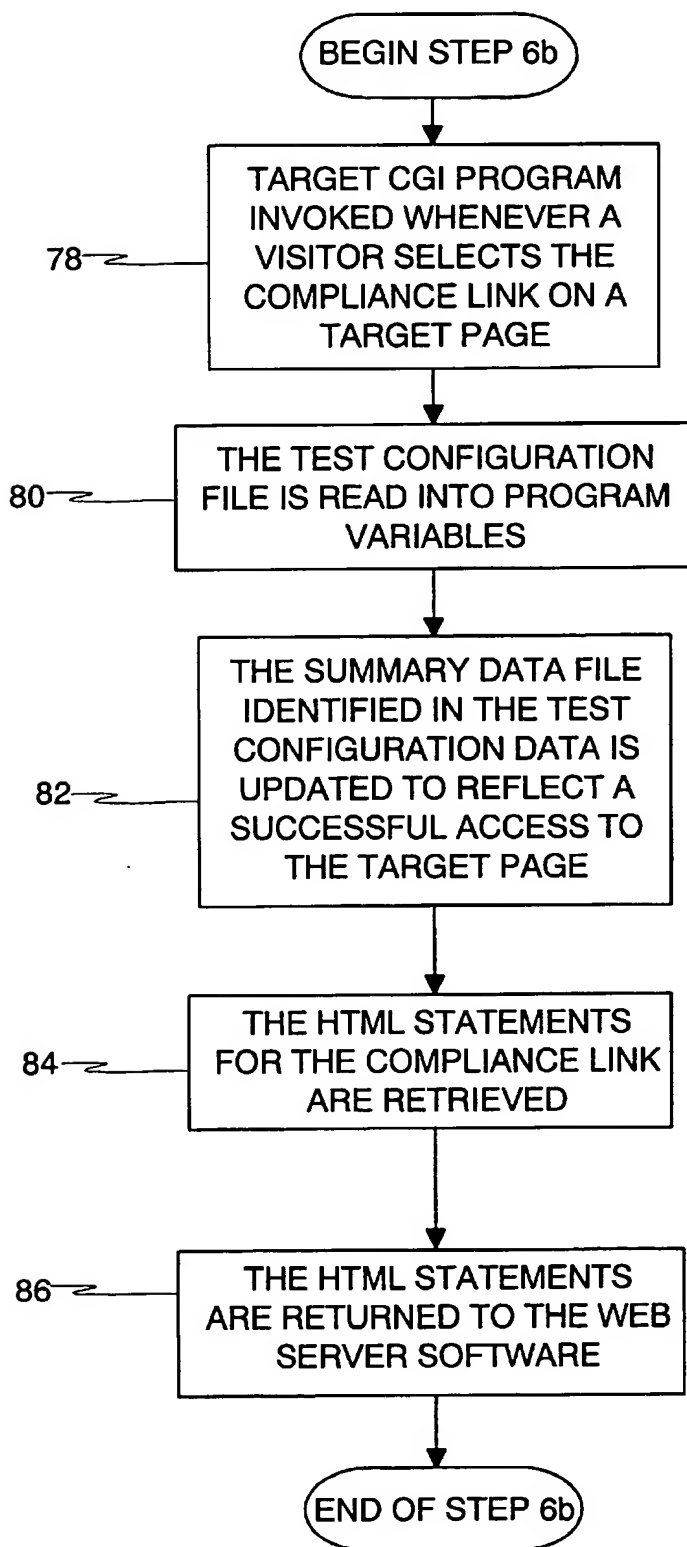 BEGIN STEP 6b
78
TARGET CGI PROGRAM
INVOKED WHENEVER A
VISITOR SELECTS THE
COMPLIANCE LINK ON A
TARGET PAGE
80
THE TEST CONFIGURATION
FILE IS READ INTO PROGRAM
VARIABLES
82
THE SUMMARY DATA FILE
IDENTIFIED IN THE TEST
CONFIGURATION DATA IS
UPDATED TO REFLECT A
SUCCESSFUL ACCESS TO
THE TARGET PAGE
84
THE HTML STATEMENTS
FOR THE COMPLIANCE LINK
ARE RETRIEVED
86
THE HTML STATEMENTS
ARE RETURNED TO THE WEB
SERVER SOFTWARE
END OF STEP 6b